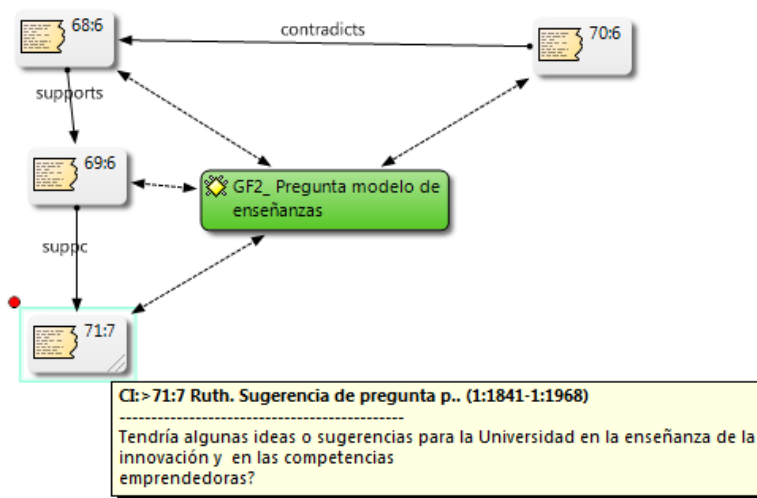 68:6
contradicts
70:6
supports
69:6
GF2_ Pregunta modelo de
enseñanzas
suppc
71:7
CI:>71:7 Ruth. Sugerencia de pregunta p.. (1:1841-1:1968)
--------------------------------------------
Tendría algunas ideas o sugerencias para la Universidad en la enseñanza de la
innovación y  en las competencias
emprendedoras?